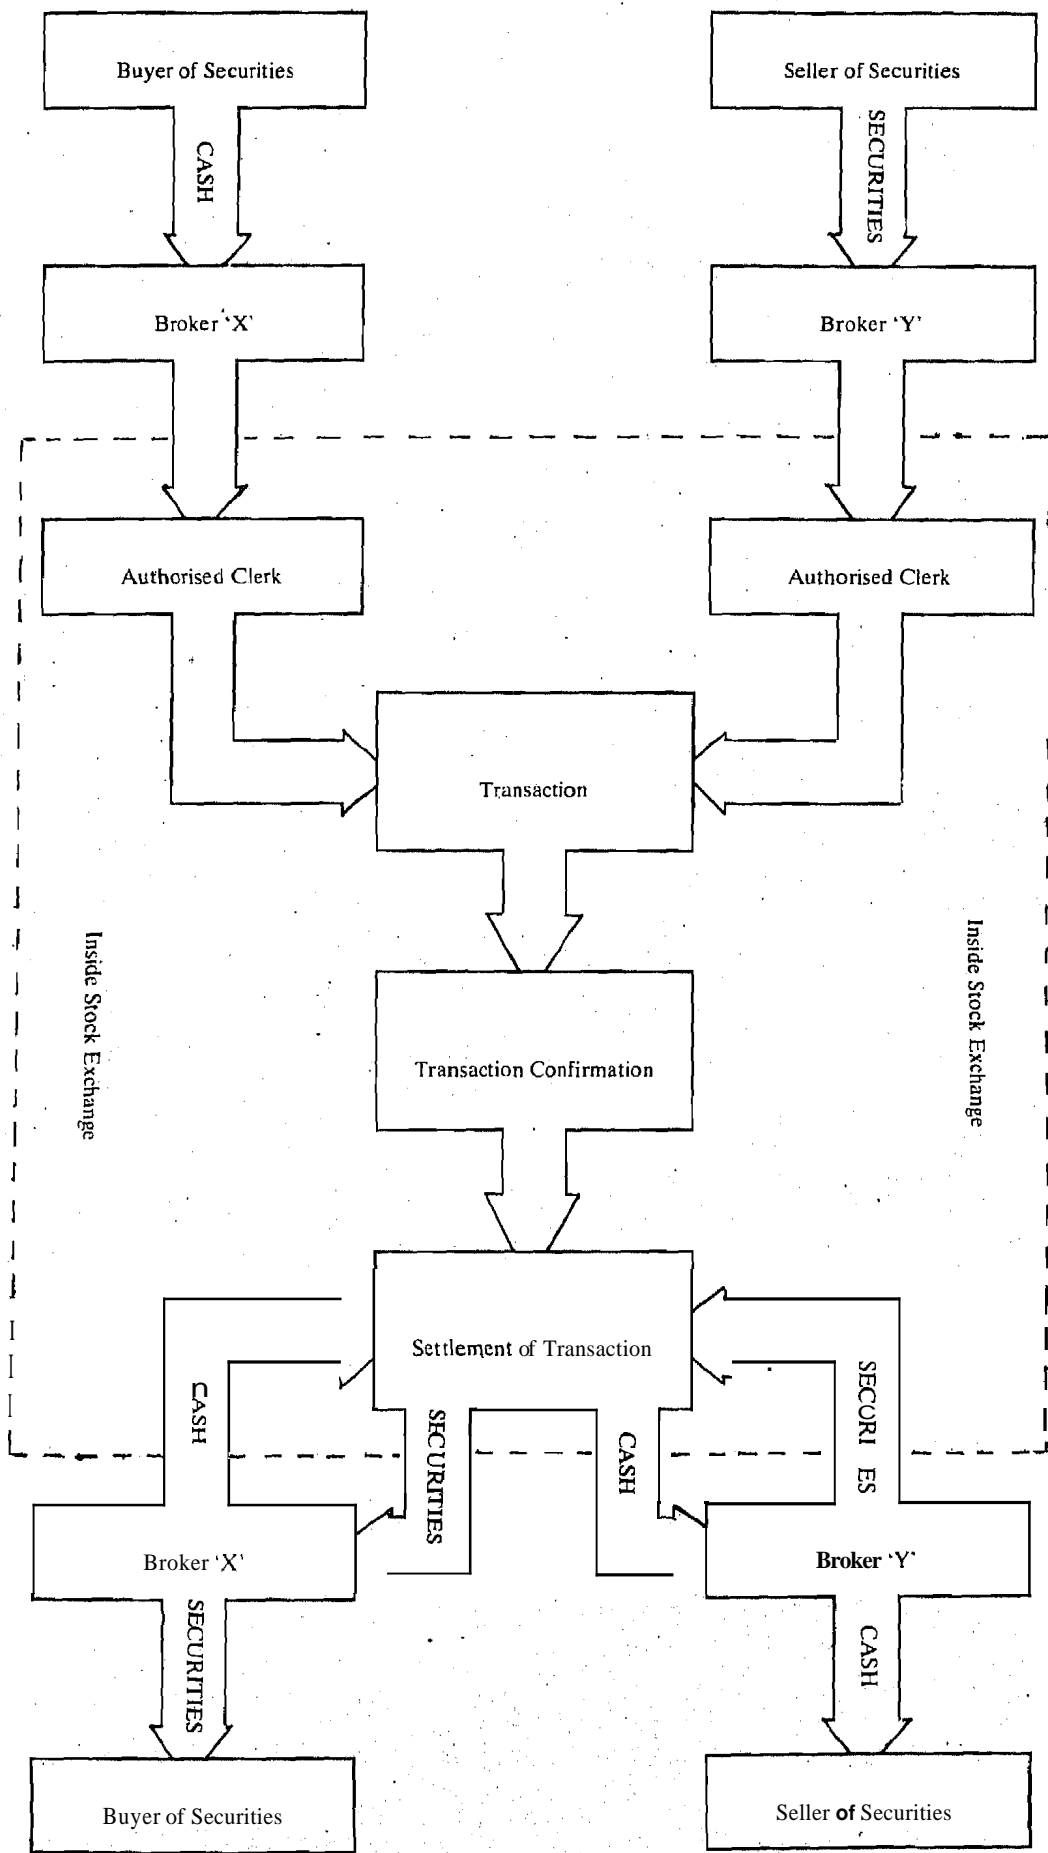 Buyer of Securities
Seller of Securities
CASH
SECURITIES
Broker 'X'
Broker 'Y'
Authorised Clerk
Authorised Clerk
Transaction
Inside Stock Exchange
Inside Stock Exchange
Transaction Confirmation
Settlement of Transaction
CASH
SECURITIES
CASH
SECURI ES
Broker 'X'
Broker 'Y'
SECURITIES
CASH
Buyer of Securities
Seller of Securities